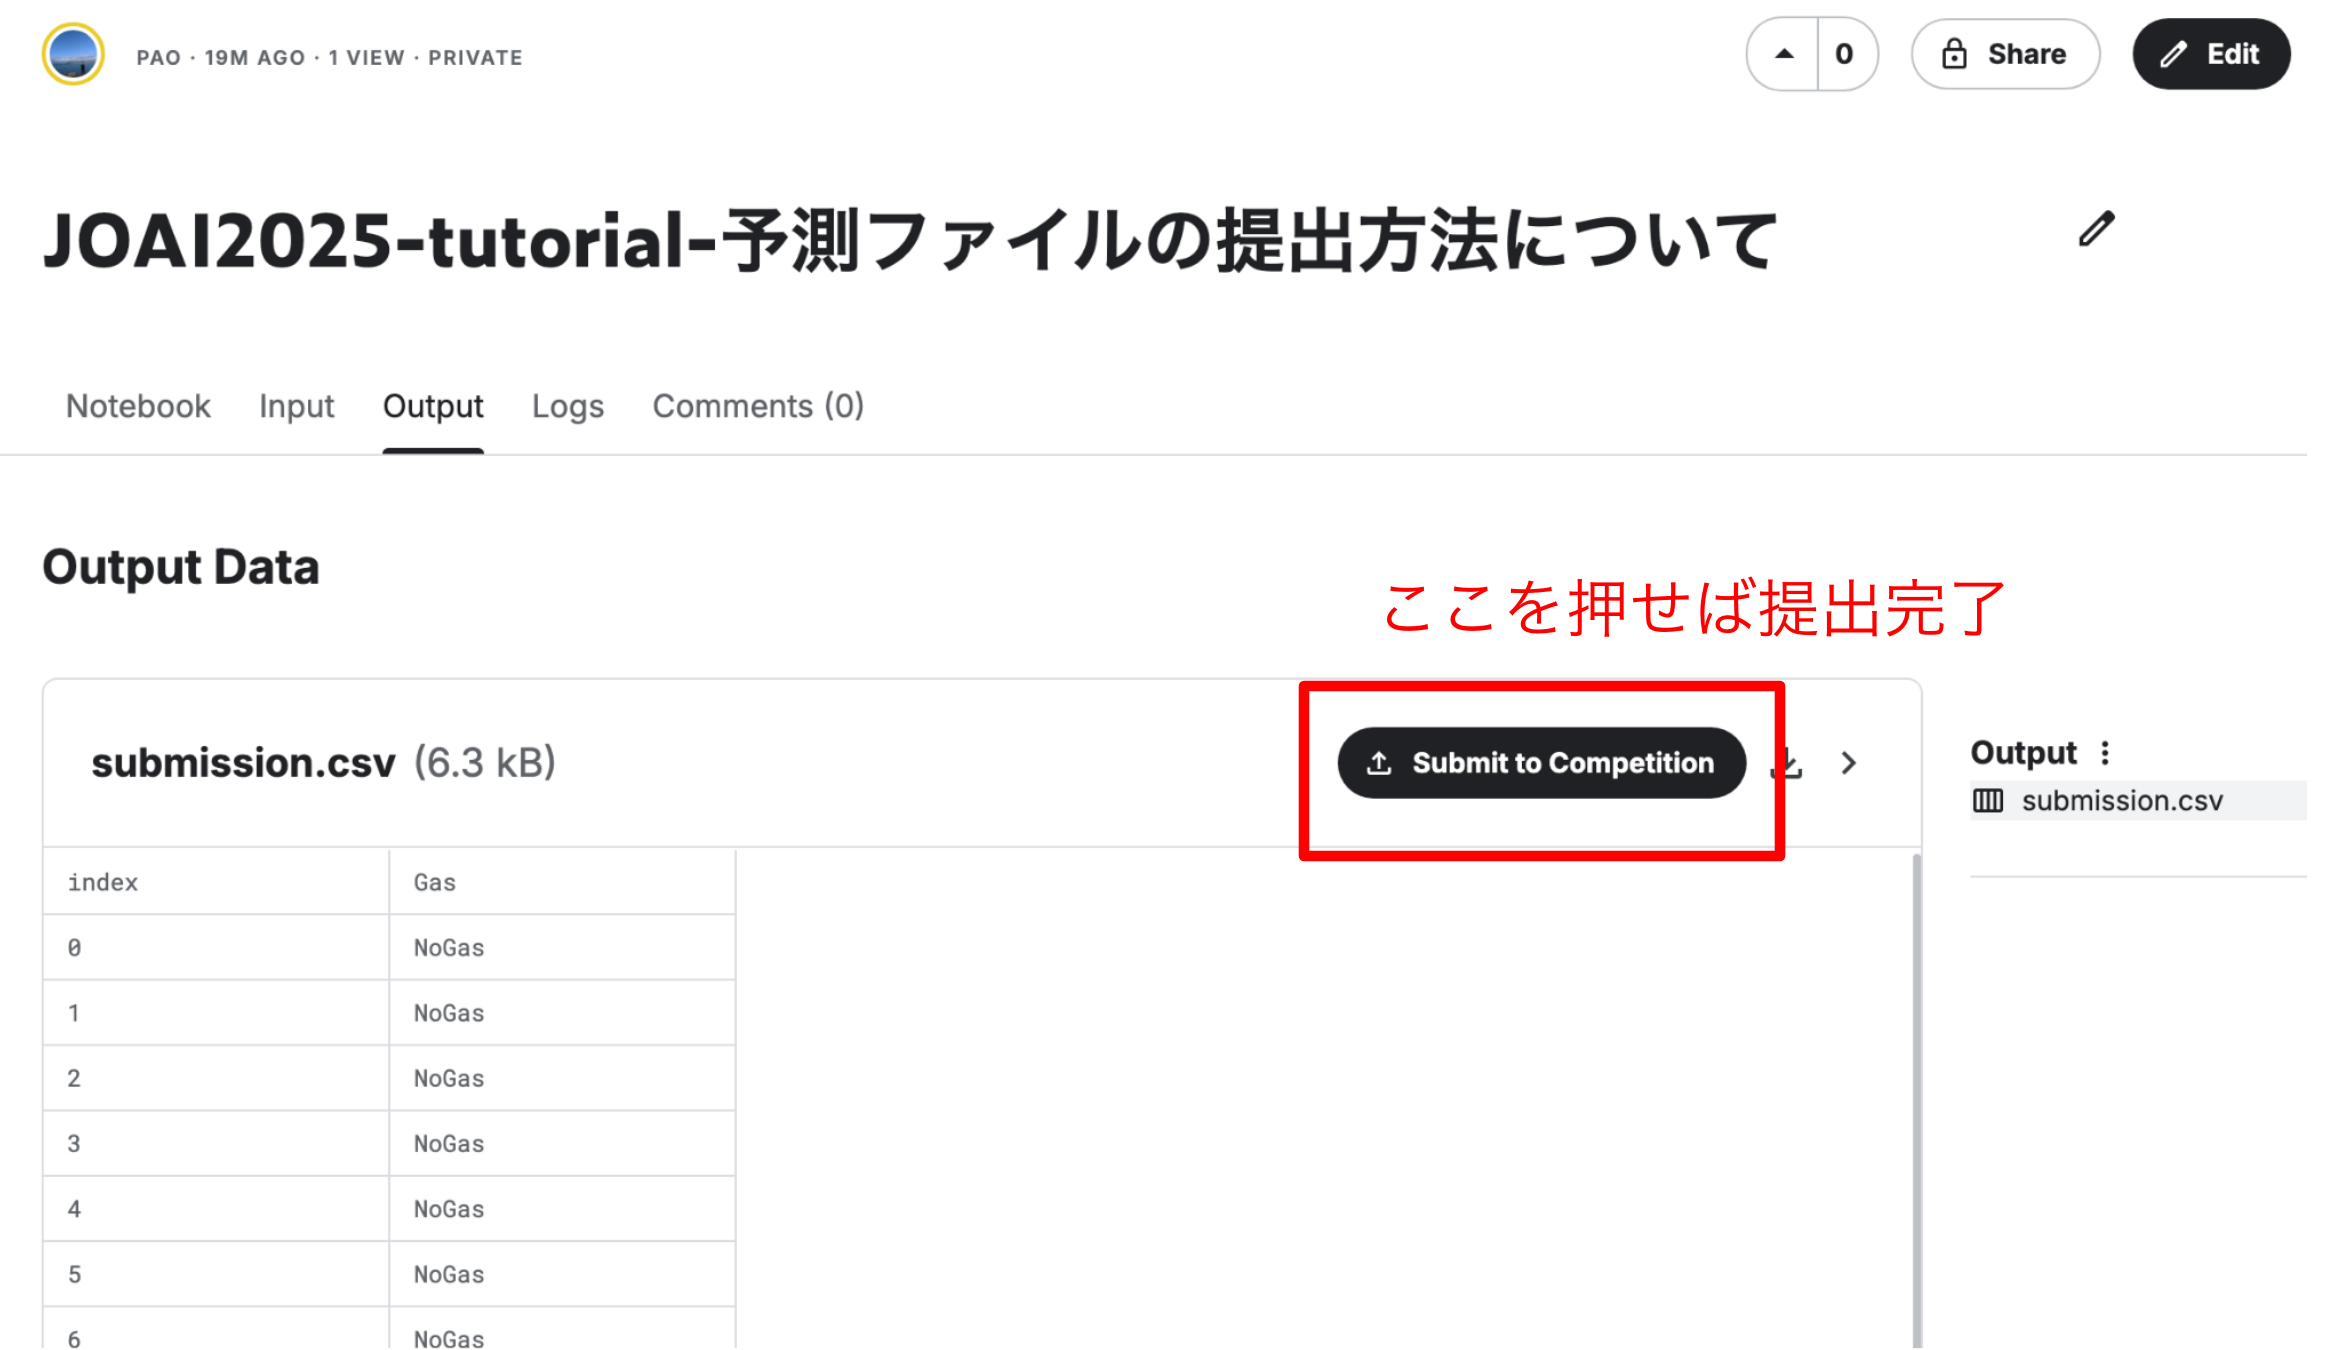 PAO · 19M AGO · 1 VIEW · PRIVATE
0
Share
Edit
JOAI2025-tutorial-予測ファイルの提出方法について
Notebook Input Output Logs Comments (0)
Output Data
ここを押せば提出完了
submission.csv (6.3 kB)
Submit to Competition
Output
submission.csv
index Gas
0 NoGas
1 NoGas
2 NoGas
3 NoGas
4 NoGas
5 NoGas
6 NoGas